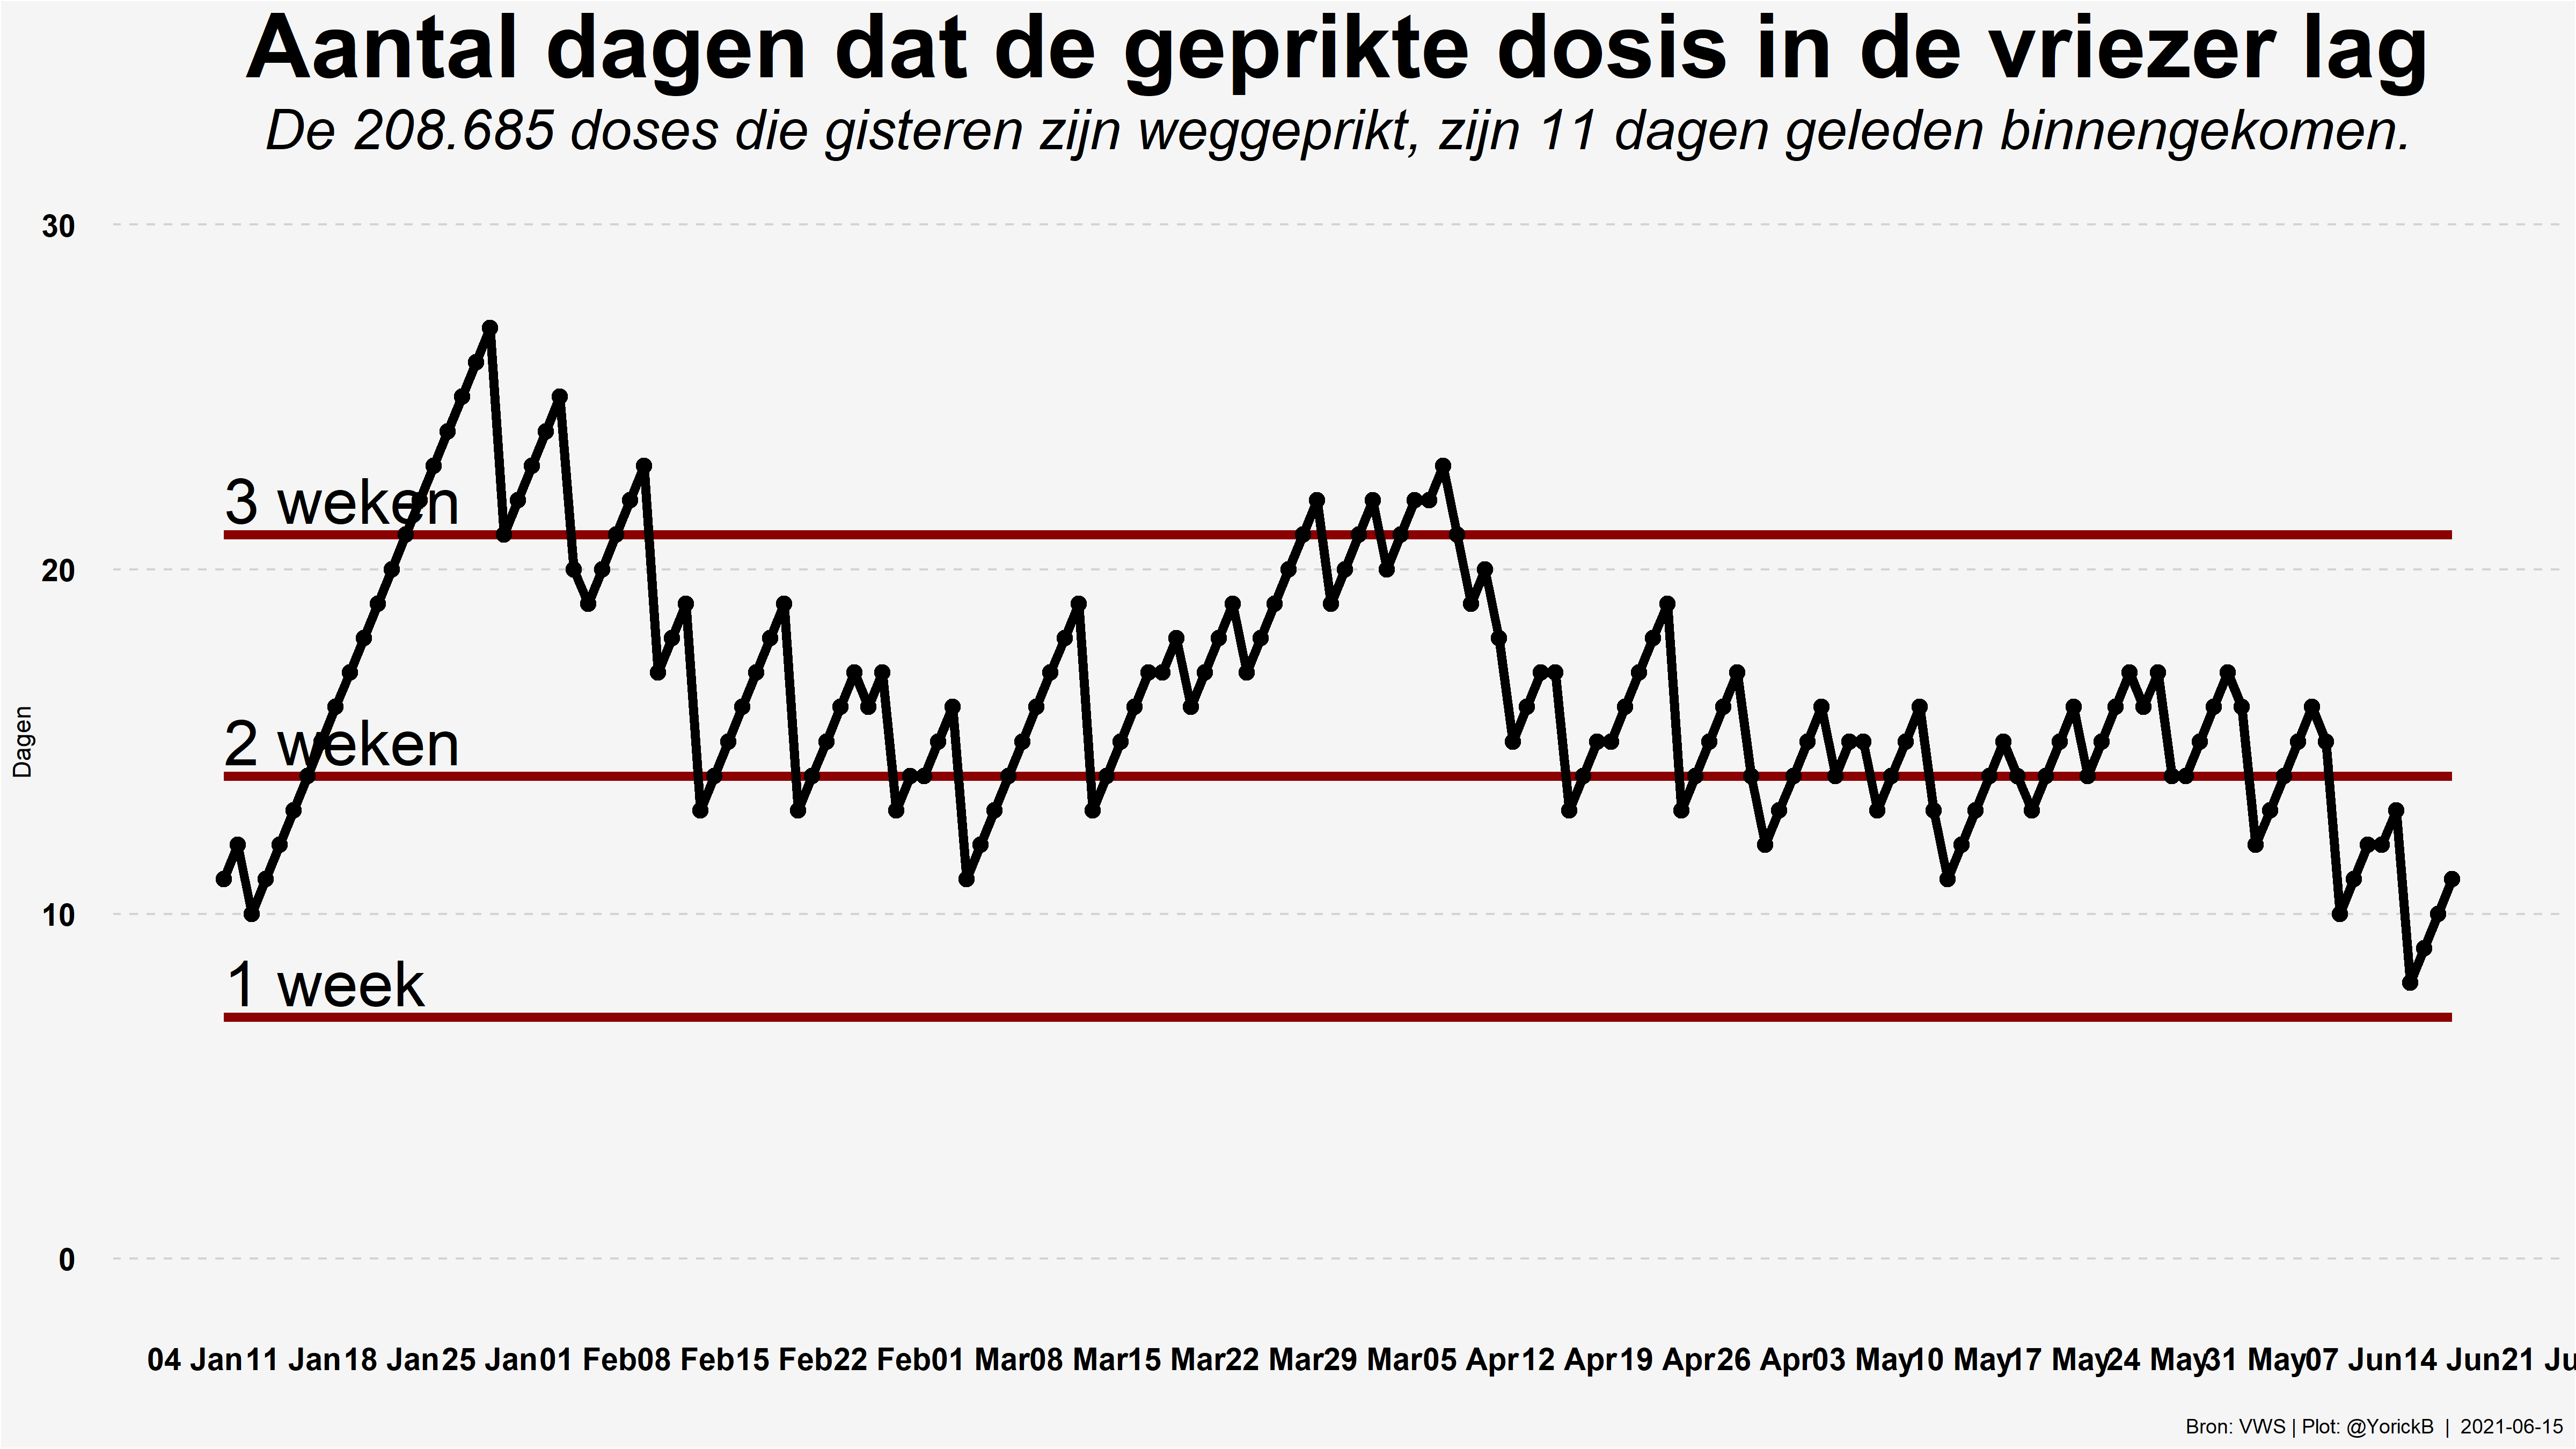 Aantal dagen dat de geprikte dosis in de vriezer lag
De 208.685 doses die gisteren zijn weggeprikt, zijn 11 dagen geleden binnengekomen.
30
3 weken
20
2 weken
Dagen
10
1 week
0
04 Jan 11 Jan 18 Jan 25 Jan 01 Feb 08 Feb 15 Feb 22 Feb 01 Mar 08 Mar 15 Mar 22 Mar 29 Mar 05 Apr 12 Apr 19 Apr 26 Apr 03 May 10 May 17 May 24 May 31 May 07 Jun 14 Jun 21 Ju
Bron: VWS | Plot: @YorickB | 2021-06-15